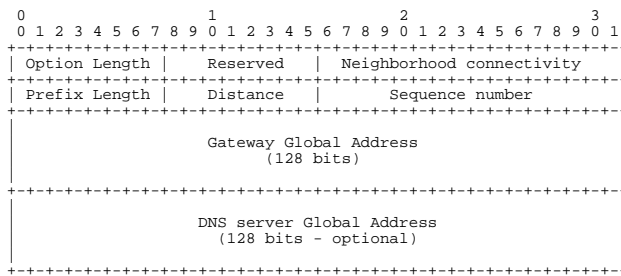 0 1 2 3
0 1 2 3 4 5 6 7 8 9 0 1 2 3 4 5 6 7 8 9 0 1 2 3 4 5 6 7 8 9 0 1
+-+-+-+-+-+-+-+-+-+-+-+-+-+-+-+-+-+-+-+-+-+-+-+-+-+-+-+-+-+-+-+-
| Option Length | Reserved | Neighborhood connectivity
+-+-+-+-+-+-+-+-+-+-+-+-+-+-+-+-+-+-+-+-+-+-+-+-+-+-+-+-+-+-+-+-
| Prefix Length | Distance | Sequence number
+-+-+-+-+-+-+-+-+-+-+-+-+-+-+-+-+-+-+-+-+-+-+-+-+-+-+-+-+-+-+-+-
|
| Gateway Global Address
| (128 bits)
|
+-+-+-+-+-+-+-+-+-+-+-+-+-+-+-+-+-+-+-+-+-+-+-+-+-+-+-+-+-+-+-+-
|
| DNS server Global Address
| (128 bits - optional)
|
+-+-+-+-+-+-+-+-+-+-+-+-+-+-+-+-+-+-+-+-+-+-+-+-+-+-+-+-+-+-+-+-